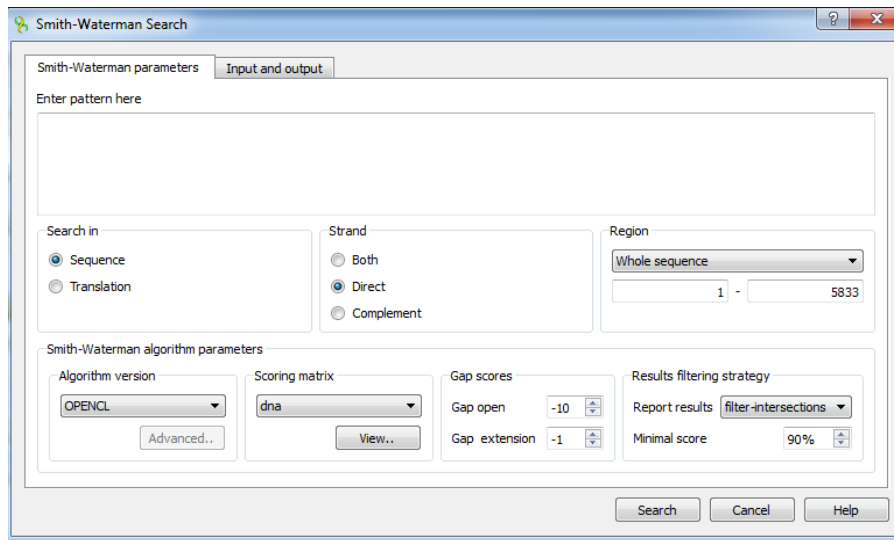 Smith-Waterman Search
? X
Smith-Waterman parameters Input and output
Enter pattern here
Search in Strand Region
Sequence Both Whole sequence
Translation Direct 1 - 5833
Complement
Smith-Waterman algorithm parameters
Algorithm version Scoring matrix Gap scores Results filtering strategy
OPENCL dna Gap open -10 Report results filter-intersections
Advanced.. View.. Gap extension -1 Minimal score 90%
Search Cancel Help